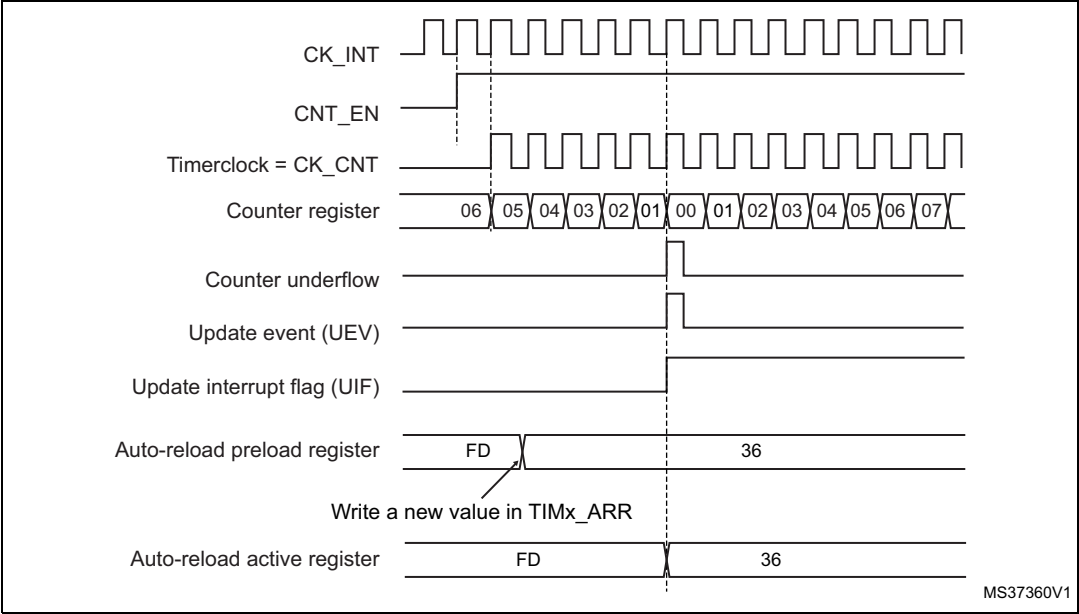 CK_INT
CNT_EN
Timerclock = CK_CNT
Counter register 06 05 04 03 02 01 00 01 02 03 04 05 06 07
Counter underflow
Update event (UEV)
Update interrupt flag (UIF)
Auto-reload preload register FD 36
Write a new value in TIMx_ARR
Auto-reload active register FD 36
MS37360V1